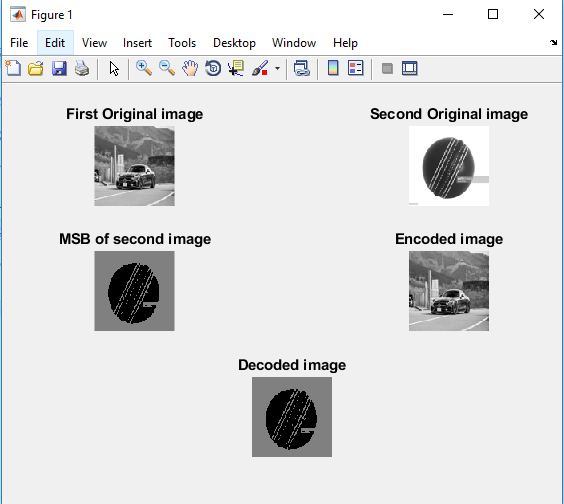 Figure 1
File Edit View Insert Tools Desktop Window Help
First Original image
Second Original image
MSB of second image
Encoded image
Decoded image